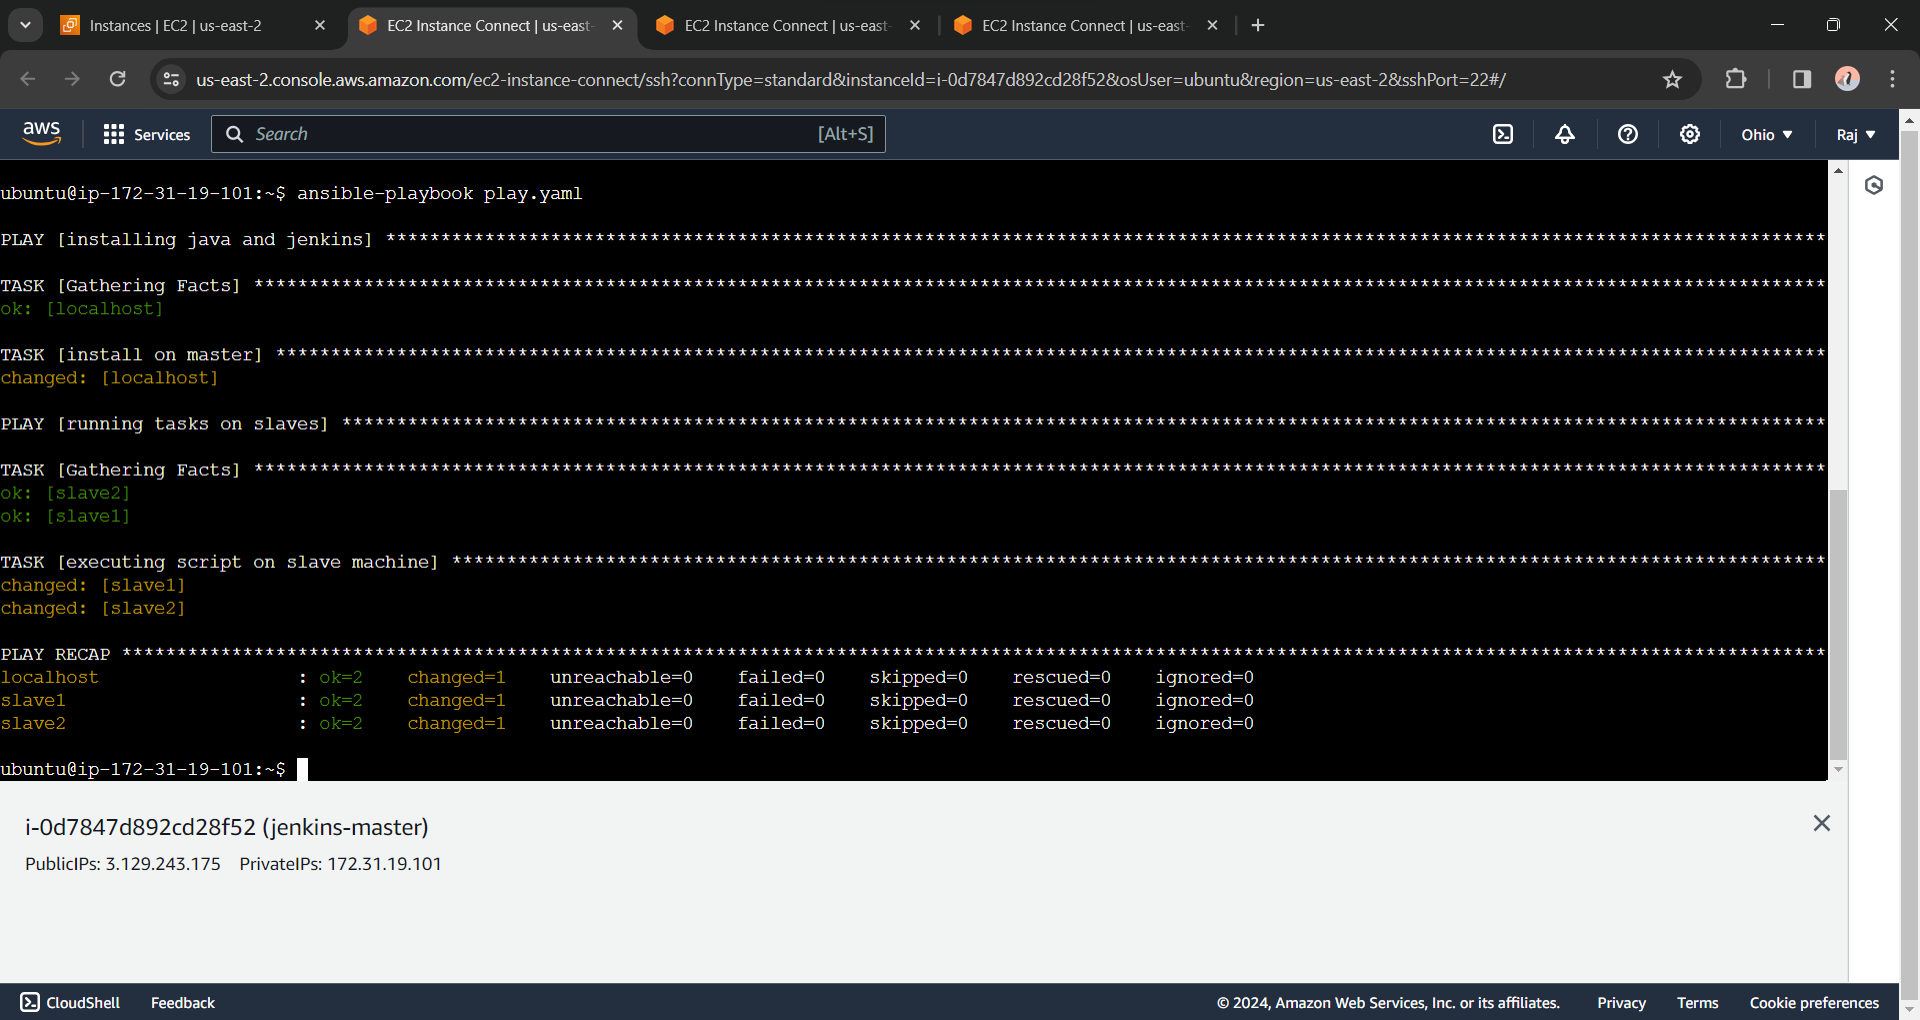 Instances | EC2 | us-east-2
EC2 Instance Connect | us-east-
EC2 Instance Connect | us-east-
EC2 Instance Connect | us-east-
us-east-2.console.aws.amazon.com/ec2-instance-connect/ssh?connType=standard&instanceId=i-0d7847d892cd28f52&osUser=ubuntu&region=us-east-2&sshPort=22#/
aws Services Search [Alt+S] Ohio Raj
ubuntu@ip-172-31-19-101:~$ ansible-playbook play.yaml
PLAY [installing java and jenkins] ***********************************************************************************************************************************
TASK [Gathering Facts] ***********************************************************************************************************************************************
ok: [localhost]
TASK [install on master] *********************************************************************************************************************************************
changed: [localhost]
PLAY [running tasks on slaves] ***************************************************************************************************************************************
TASK [Gathering Facts] ***********************************************************************************************************************************************
ok: [slave2]
ok: [slave1]
TASK [executing script on slave machine] *****************************************************************************************************************************
changed: [slave1]
changed: [slave2]
PLAY RECAP ***********************************************************************************************************************************************************
localhost : ok=2 changed=1 unreachable=0 failed=0 skipped=0 rescued=0 ignored=0
slave1 : ok=2 changed=1 unreachable=0 failed=0 skipped=0 rescued=0 ignored=0
slave2 : ok=2 changed=1 unreachable=0 failed=0 skipped=0 rescued=0 ignored=0
ubuntu@ip-172-31-19-101:~$
i-0d7847d892cd28f52 (jenkins-master)
PublicIPs: 3.129.243.175 PrivateIPs: 172.31.19.101
CloudShell Feedback © 2024, Amazon Web Services, Inc. or its affiliates. Privacy Terms Cookie preferences